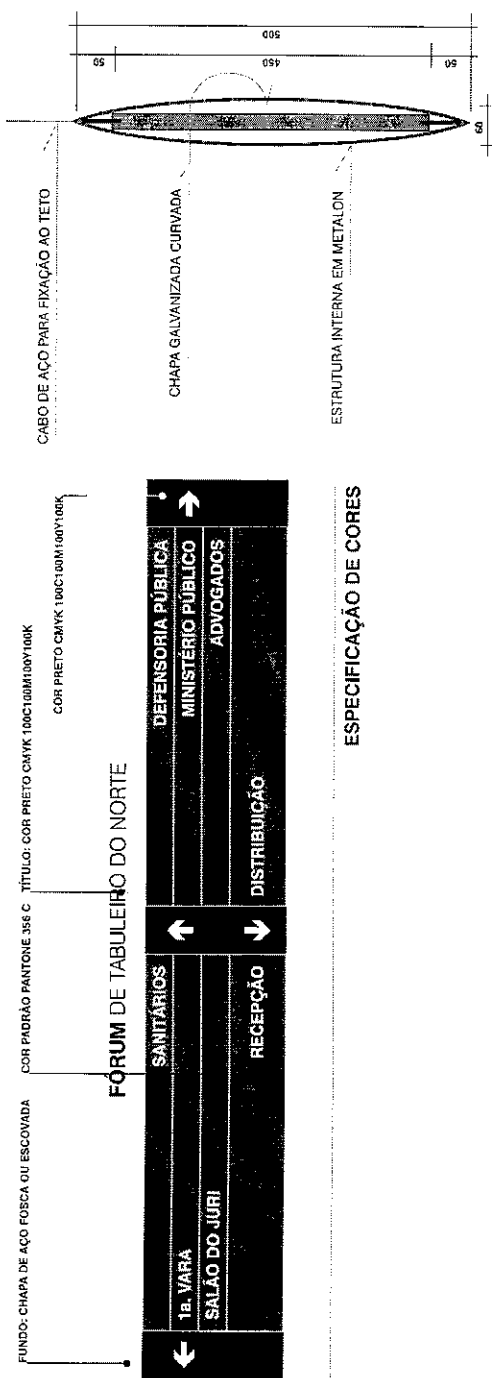 FUNDO: CHAPA DE AÇO FOSCA OU ESCOVADA
COR PADRÃO PANTONE 356 C
TÍTULO: COR PRETO CMYK 100C100M100Y100K
COR PRETO CMYK 100C100M100Y100K
FÓRUM DE TABULEIRO DO NORTE
SANITÁRIOS
1a. VARA
SALÃO DO JÚRI
RECEPÇÃO
DEFENSORIA PÚBLICA
MINISTÉRIO PÚBLICO
ADVOGADOS
DISTRIBUIÇÃO
ESPECIFICAÇÃO DE CORES
CABO DE AÇO PARA FIXAÇÃO AO TETO
CHAPA GALVANIZADA CURVADA
ESTRUTURA INTERNA EM METALON
500
50
450
50
60